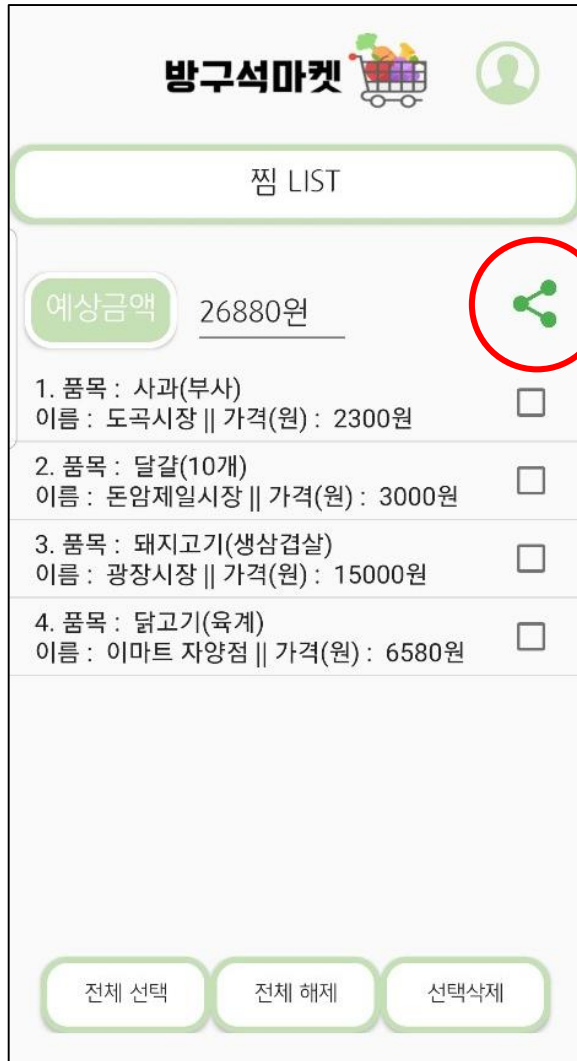 방구석마켓
찜 LIST
예상금액 26880원
1. 품목 : 사과(부사)
이름 : 도곡시장 || 가격(원) : 2300원
2. 품목 : 달걀(10개)
이름 : 돈암제일시장 || 가격(원) : 3000원
3. 품목 : 돼지고기(생삼겹살)
이름 : 광장시장 || 가격(원) : 15000원
4. 품목 : 닭고기(육계)
이름 : 이마트 자양점 || 가격(원) : 6580원
전체 선택 전체 해제 선택삭제